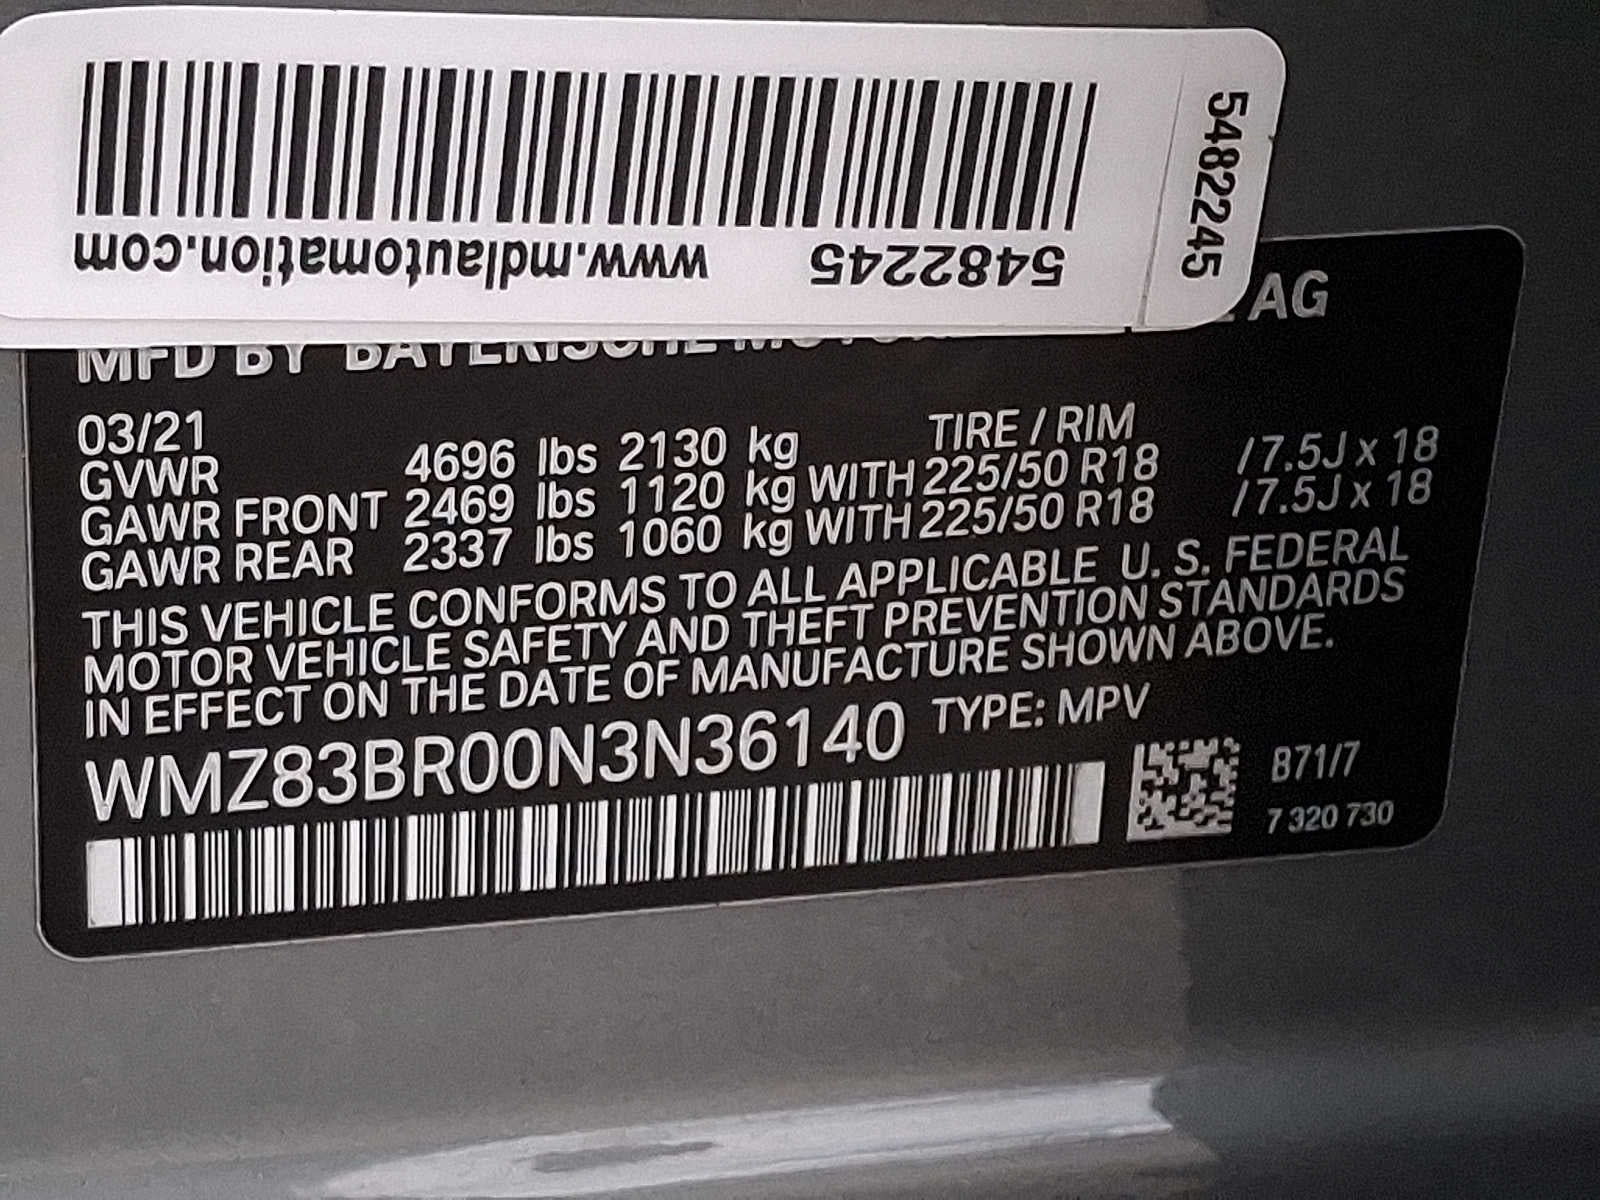 www.mdlautomation.com 5482245
5482245
MFD BY BAYERISCHE AG
03/21 TIRE / RIM
GVWR 4696 lbs 2130 kg
GAWR FRONT 2469 lbs 1120 kg WITH 225/50 R18 /7.5J x 18
GAWR REAR 2337 lbs 1060 kg WITH 225/50 R18 /7.5J x 18
THIS VEHICLE CONFORMS TO ALL APPLICABLE U. S. FEDERAL
MOTOR VEHICLE SAFETY AND THEFT PREVENTION STANDARDS
IN EFFECT ON THE DATE OF MANUFACTURE SHOWN ABOVE.
WMZ83BR00N3N36140 TYPE: MPV
B71/7
7 320 730